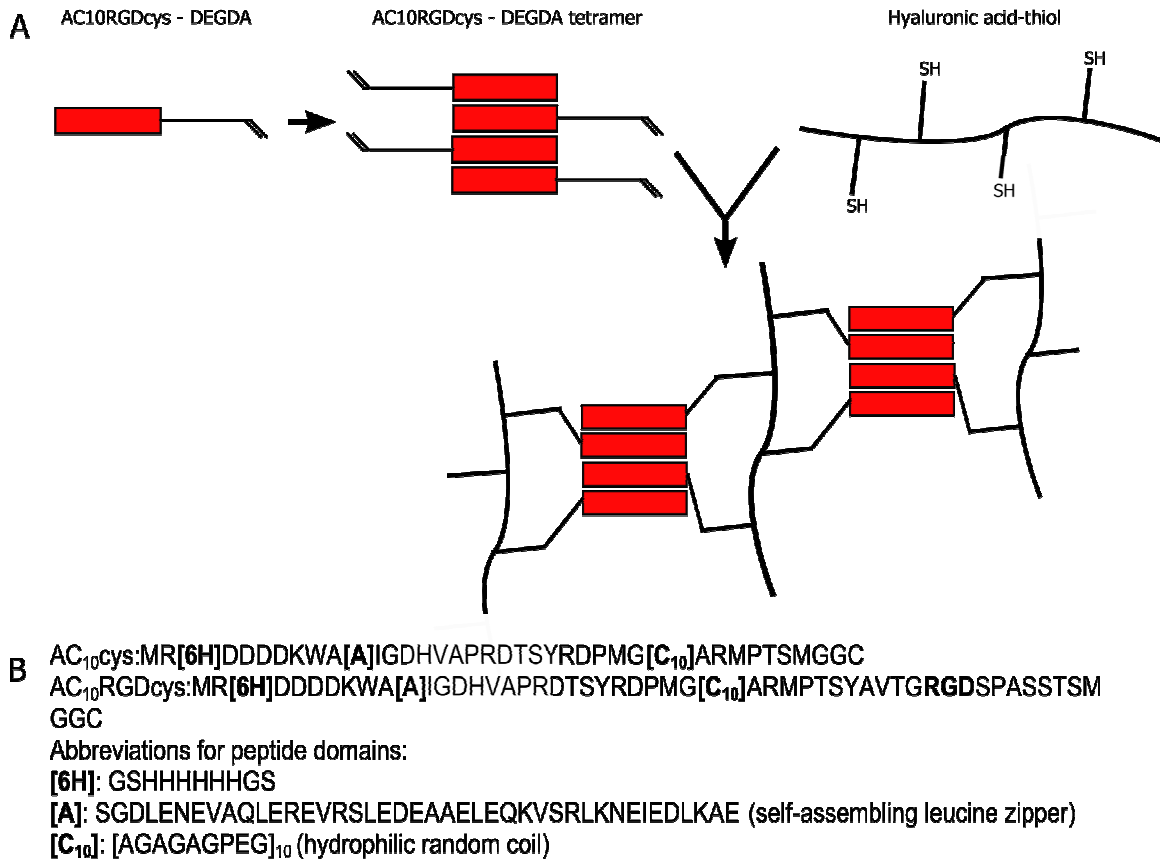 A
AC10RGDcys - DEGDA
AC10RGDcys - DEGDA tetramer
Hyaluronic acid-thiol
SH
SH
SH
SH
B
AC10cys:MR[6H]DDDDKWA[A]IGDHVAPRDTSYRDPMG[C10]ARMPTSMGGC
AC10RGDcys:MR[6H]DDDDKWA[A]IGDHVAPRDTSYRDPMG[C10]ARMPTSYAVTGRGDSPASSTSM
GGC
Abbreviations for peptide domains:
[6H]: GSHHHHHHGS
[A]: SGDLENEVAQLEREVRSLEDEAAELEQKVSRLKNEIEDLKAE (self-assembling leucine zipper)
[C10]: [AGAGAGPEG]10 (hydrophilic random coil)